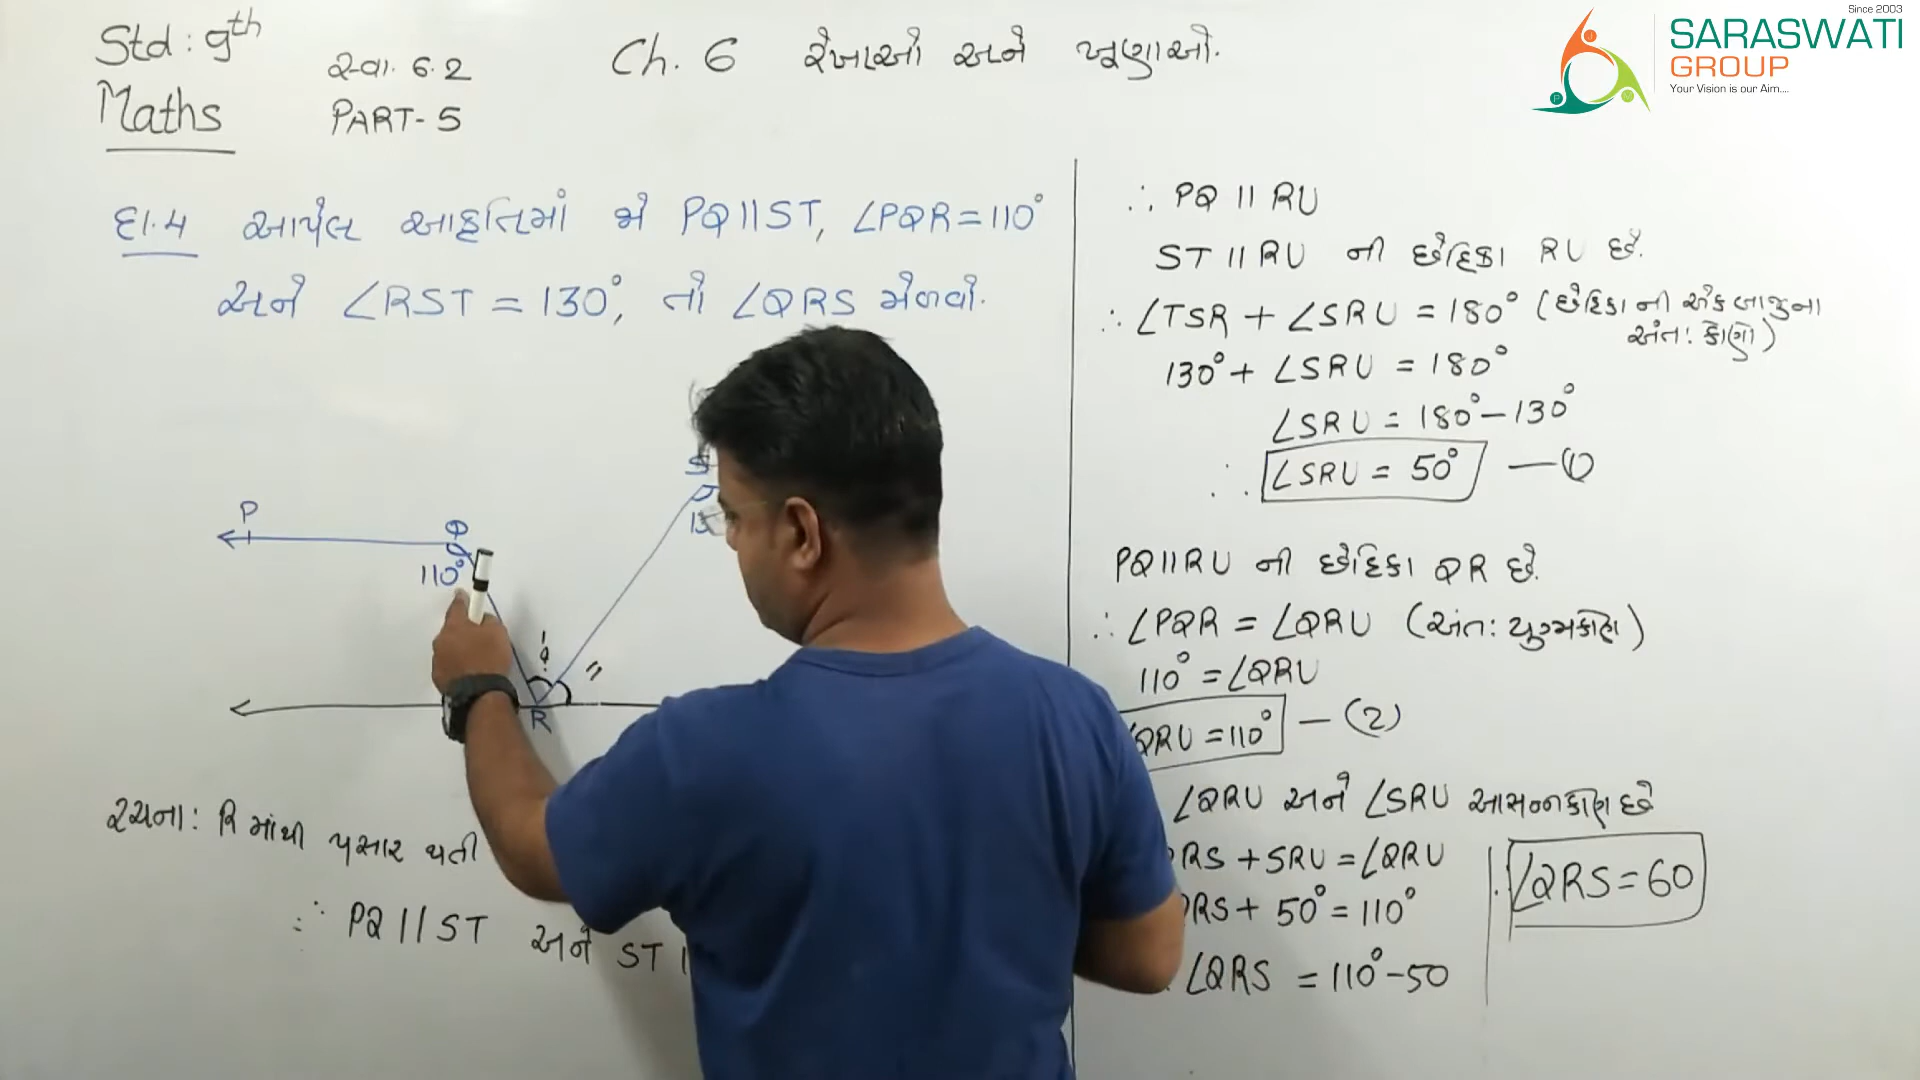 Std : 9th
Maths
સ્વા. 6.2
PART-5
Ch. 6 રેખાઓ અને ખૂણાઓ.
Since 2003
SARASWATI
GROUP
Your Vision is our Aim....
દા.4 આપેલ આકૃતિમાં જો PQ||ST, ∠PQR=110°
અને ∠RST = 130°, તો ∠QRS મેળવો.
P
Q
110°
S
R
રચના: R માંથી પસાર થતી
∴ PQ || ST અને ST
∴ PQ || RU
ST || RU ની છેદિકા RU છે.
∴ ∠TSR + ∠SRU = 180° (છેદિકા ની એક બાજુના
અંત: કોણો)
130° + ∠SRU = 180°
∠SRU = 180° – 130°
∴ ∠SRU = 50° — (1)
PQ || RU ની છેદિકા QR છે.
∴ ∠PQR = ∠QRU (અંત: યુગ્મકોણ)
110° = ∠QRU
∠QRU = 110° — (2)
∠QRU અને ∠SRU આસન્નકોણ છે
QRS + SRU = ∠QRU
QRS + 50° = 110°
∠QRS = 110° – 50
∠QRS = 60